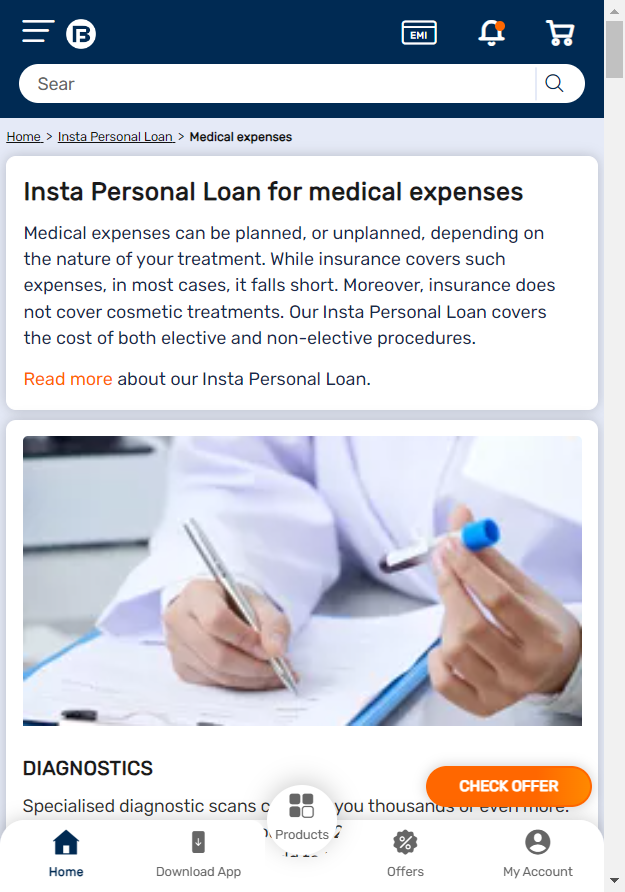 EMI
Sear
Home > Insta Personal Loan > Medical expenses
Insta Personal Loan for medical expenses
Medical expenses can be planned, or unplanned, depending on
the nature of your treatment. While insurance covers such
expenses, in most cases, it falls short. Moreover, insurance does
not cover cosmetic treatments. Our Insta Personal Loan covers
the cost of both elective and non-elective procedures.
Read more about our Insta Personal Loan.
DIAGNOSTICS
CHECK OFFER
Specialised diagnostic scans c you thousands or even more.
Products
Home
Download App
Offers
My Account